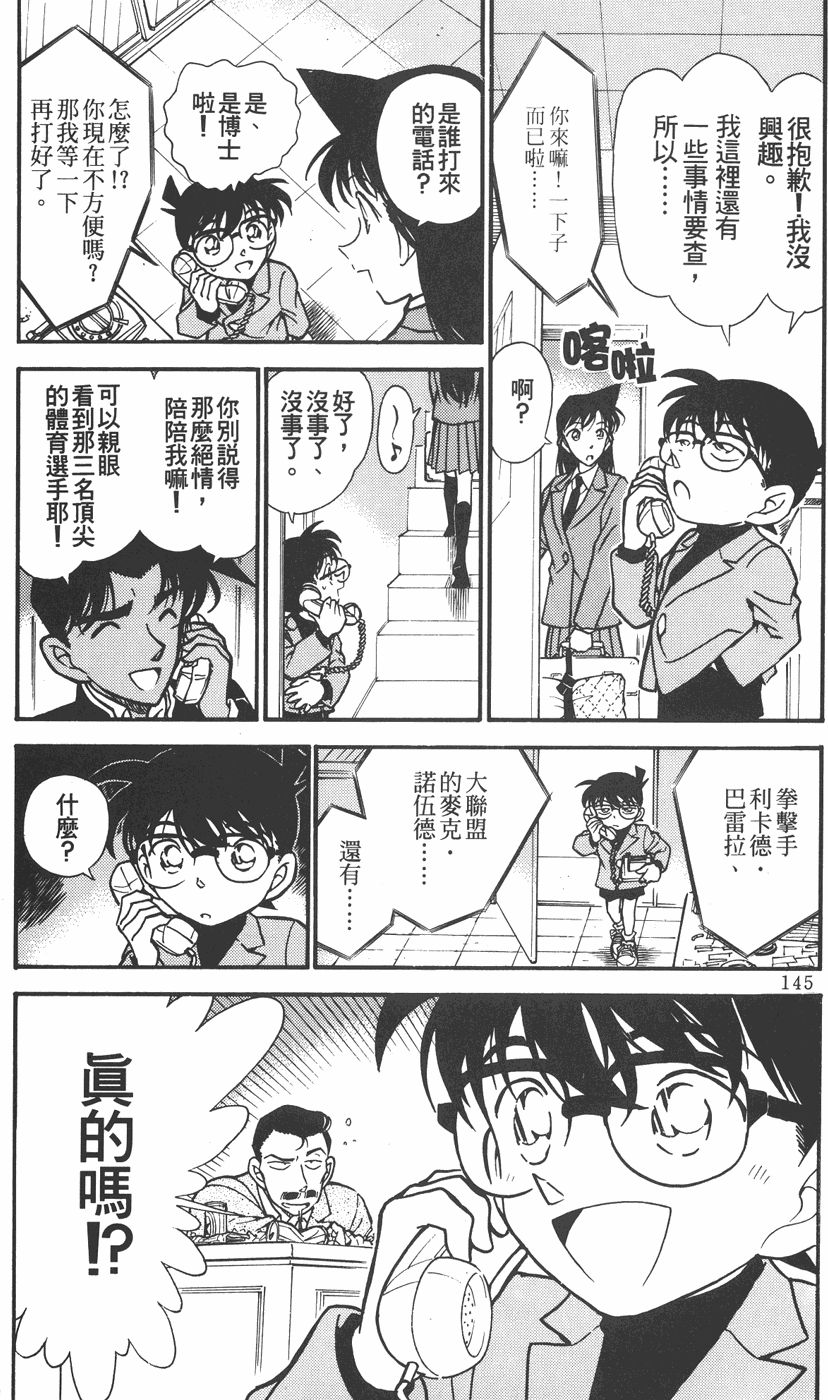 很抱歉！我沒
興趣。
我這裡還有
一些事情要查，
所以……
你來嘛！一下子
而已啦……
喀啦
啊？
是誰打來
的電話？
是、
是博士
啦！
怎麼了!?
你現在不方便嗎？
那我等一下
再打好了。
好了，
沒事了、
沒事了。
你別說得
那麼絕情，
陪陪我嘛！
可以親眼
看到那三名頂尖
的體育選手耶！
拳擊手
利卡德·
巴雷拉、
大聯盟
的麥克·
諾伍德……
還有……
什麼？
145
真的嗎!?